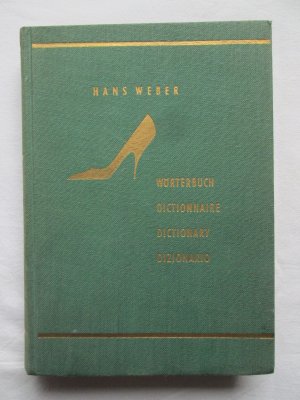 HANS WEBER
WÖRTERBUCH
DICTIONNAIRE
DICTIONARY
DIZIONARIO